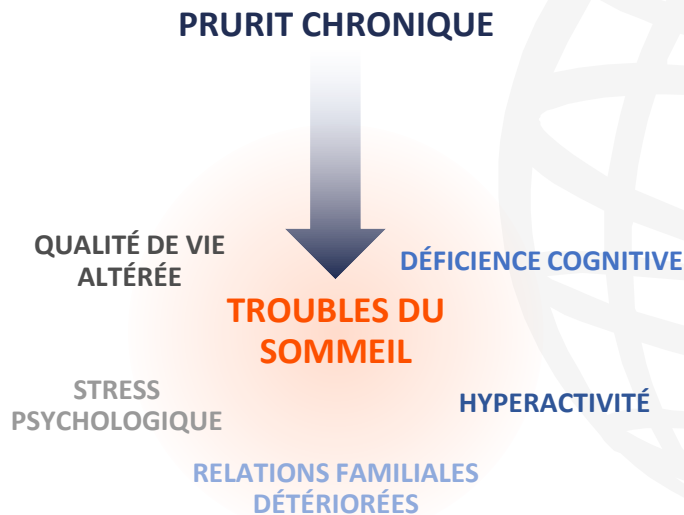 PRURIT CHRONIQUE
QUALITÉ DE VIE
ALTÉRÉE
DÉFICIENCE COGNITIVE
TROUBLES DU
SOMMEIL
STRESS
PSYCHOLOGIQUE
HYPERACTIVITÉ
RELATIONS FAMILIALES
DÉTÉRIORÉES